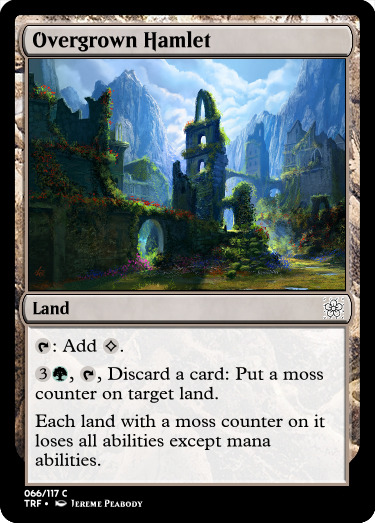 Overgrown Hamlet
Land
: Add .
3, , Discard a card: Put a moss
counter on target land.
Each land with a moss counter on it
loses all abilities except mana
abilities.
066/117 C
TRF • Jereme Peabody